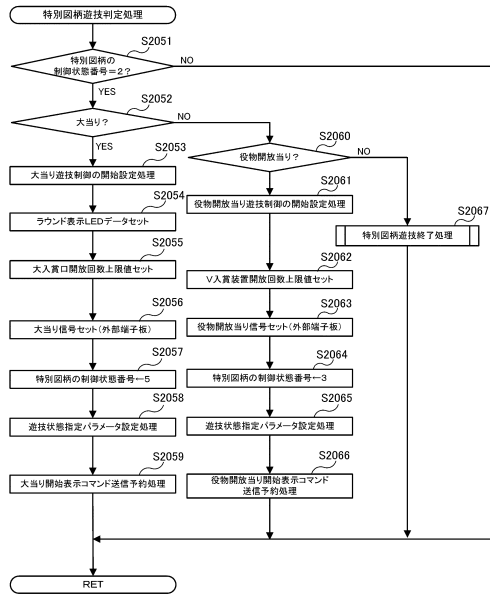 特別図柄遊技判定処理
S2051
特別図柄の
制御状態番号=2?
NO
YES
S2052
大当り?
NO
YES
S2053
大当り遊技制御の開始設定処理
S2054
ラウンド表示LEDデータセット
S2055
大入賞口開放回数上限値セット
S2056
大当り信号セット(外部端子板)
S2057
特別図柄の制御状態番号←5
S2058
遊技状態指定パラメータ設定処理
S2059
大当り開始表示コマンド送信予約処理
S2060
役物開放当り?
NO
YES
S2061
役物開放当り遊技制御の開始設定処理
S2062
V入賞装置開放回数上限値セット
S2063
役物開放当り信号セット(外部端子板)
S2064
特別図柄の制御状態番号←3
S2065
遊技状態指定パラメータ設定処理
S2066
役物開放当り開始表示コマンド
送信予約処理
S2067
特別図柄遊技終了処理
RET